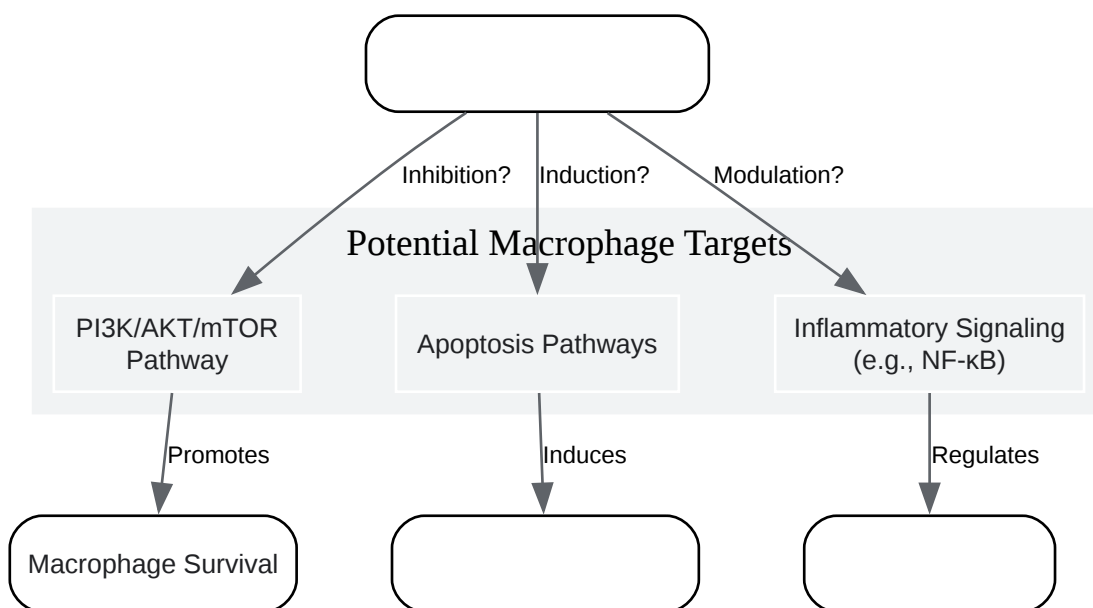 Inhibition?
Induction?
Modulation?
Potential Macrophage Targets
PI3K/AKT/mTOR
Pathway
Apoptosis Pathways
Inflammatory Signaling
(e.g., NF-κB)
Promotes
Induces
Regulates
Macrophage Survival